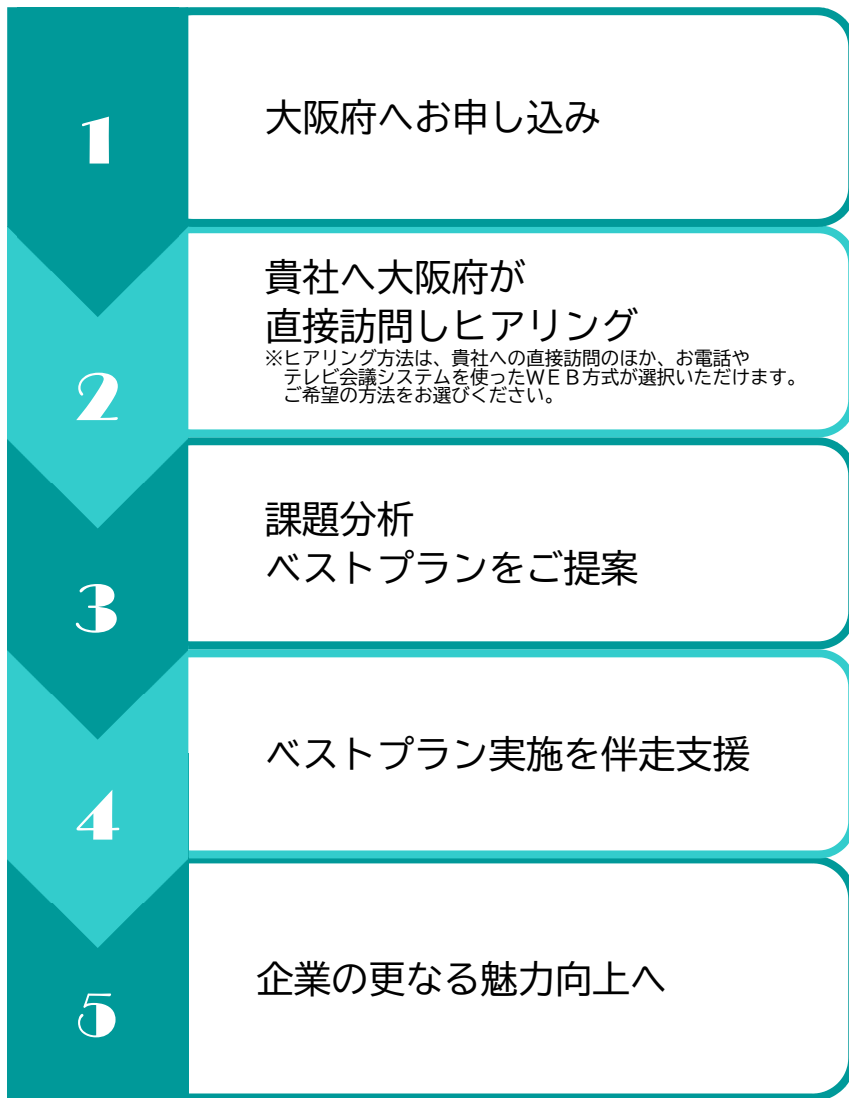 1
大阪府へお申し込み
2
貴社へ大阪府が
直接訪問しヒアリング
※ヒアリング方法は、貴社への直接訪問のほか、お電話や
テレビ会議システムを使ったＷＥＢ方式が選択いただけます。
ご希望の方法をお選びください。
3
課題分析
ベストプランをご提案
4
ベストプラン実施を伴走支援
5
企業の更なる魅力向上へ